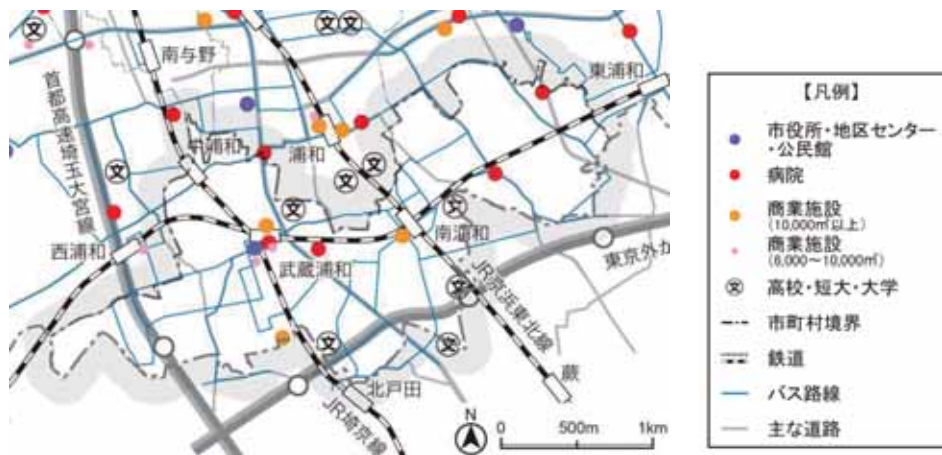 南与野
東浦和
首都高速埼玉大宮線
中浦和
浦和
西浦和
武蔵浦和
南浦和
東京外か
JR京浜東北線
蕨
北戸田
JR埼京線
N
0 500m 1km
【凡例】
市役所・地区センター
・公民館
病院
商業施設
(10,000㎡以上)
商業施設
(6,000～10,000㎡)
文 高校・短大・大学
市町村境界
鉄道
バス路線
主な道路